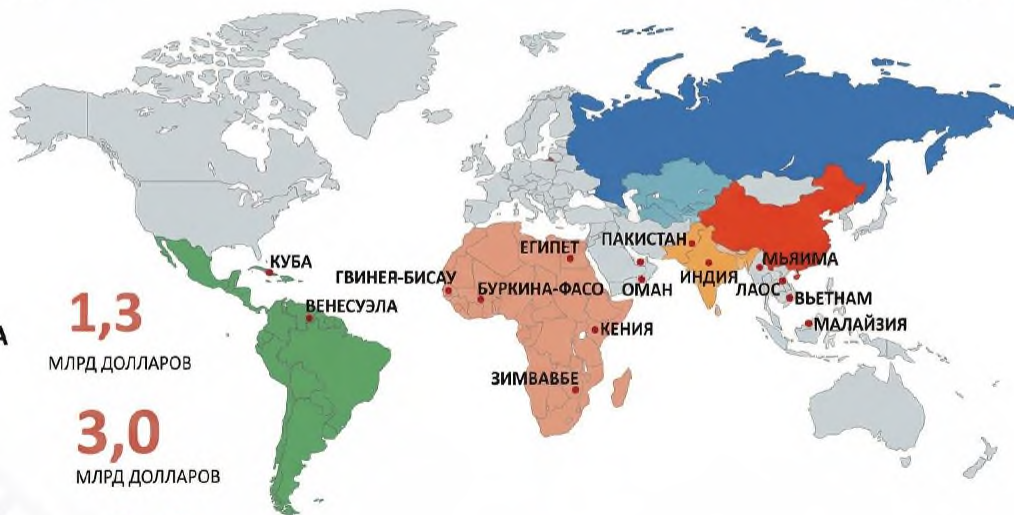 КУБА
ВЕНЕСУЭЛА
А
1,3
МЛРД ДОЛЛАРОВ
3,0
МЛРД ДОЛЛАРОВ
ЕГИПЕТ
ГВИНЕЯ-БИСАУ
БУРКИНА-ФАСО
КЕНИЯ
ЗИМВАВБЕ
ПАКИСТАН
ОМАН
ИНДИЯ
МЬЯИМА
ЛАОС
ВЬЕТНАМ
МАЛАЙЗИЯ